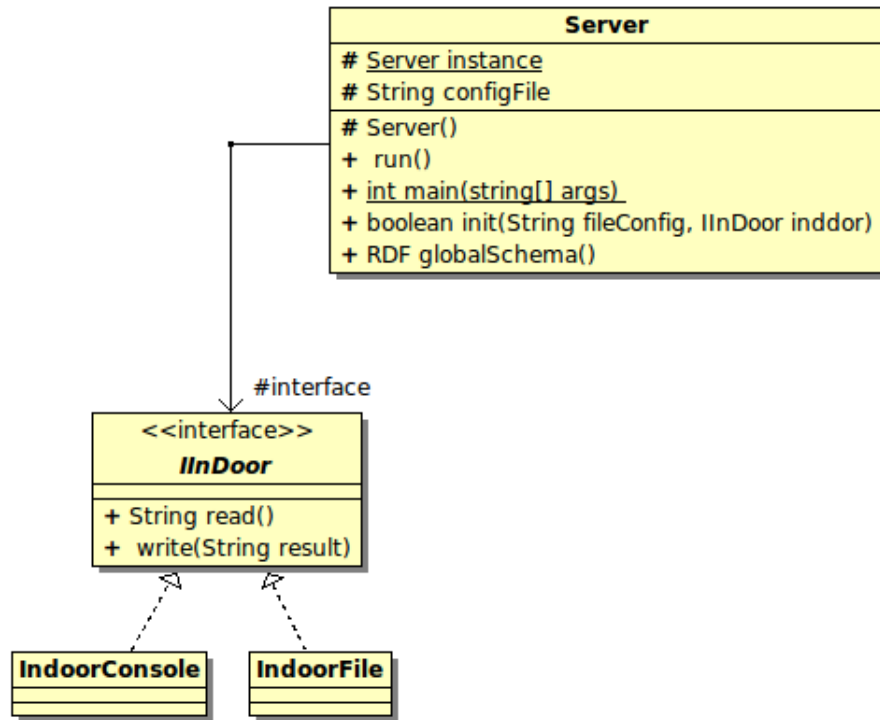 Server
# Server instance
# String configFile
# Server()
+ run()
+ int main(string[] args)
+ boolean init(String fileConfig, IInDoor inddor)
+ RDF globalSchema()
#interface
<<interface>>
IInDoor
+ String read()
+ write(String result)
IndoorConsole
IndoorFile